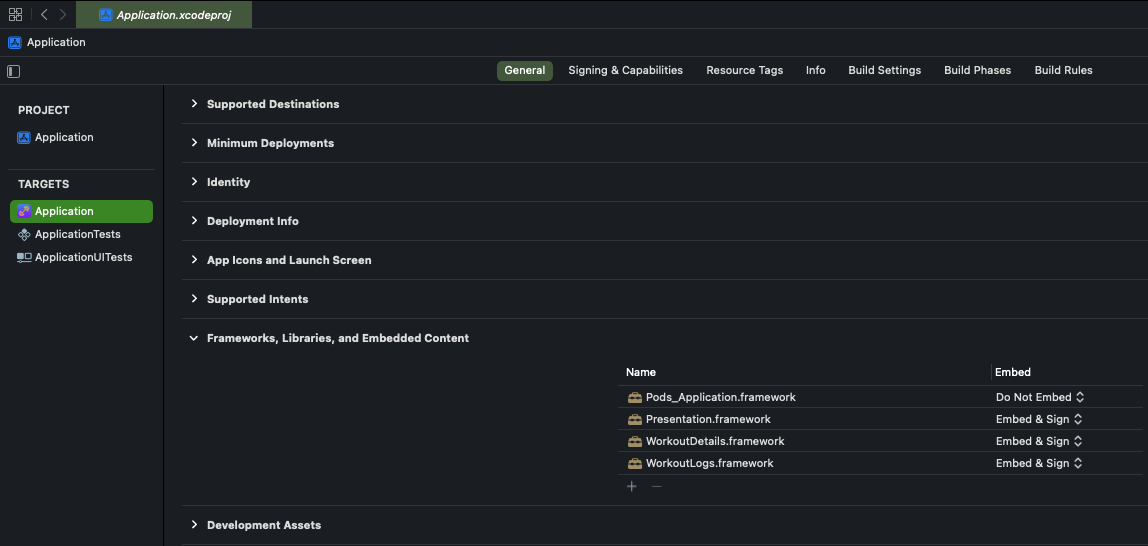 Application.xcodeproj
Application
General Signing & Capabilities Resource Tags Info Build Settings Build Phases Build Rules
PROJECT
Application
TARGETS
Application
ApplicationTests
ApplicationUITests
Supported Destinations
Minimum Deployments
Identity
Deployment Info
App Icons and Launch Screen
Supported Intents
Frameworks, Libraries, and Embedded Content
Name Embed
Pods_Application.framework Do Not Embed
Presentation.framework Embed & Sign
WorkoutDetails.framework Embed & Sign
WorkoutLogs.framework Embed & Sign
Development Assets